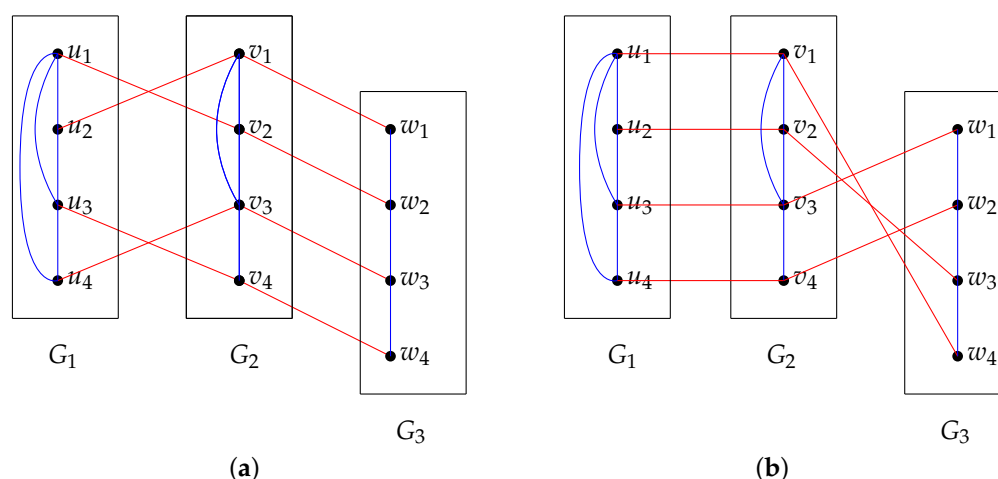 u1 v1 u1 v1
u2 v2 w1 u2 v2 w1
u3 v3 w2 u3 v3 w2
u4 v4 w3 u4 v4 w3
w4 w4
G1 G2 G1 G2
G3 G3
(a) (b)